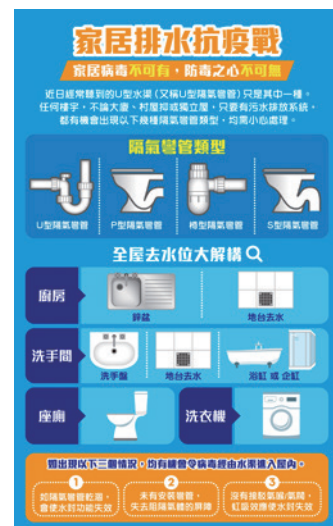 家居排水抗疫戰
家居病毒不可有，防毒之心不可無
近日經常聽到的U型水渠（又稱U型隔氣彎管）只是其中一種。
任何樓宇，不論大廈、村屋抑或獨立屋，只要有污水排放系統，
都有機會出現以下幾種隔氣彎管類型，均需小心處理。
隔氣彎管類型
U型隔氣彎管
P型隔氣彎管
樽型隔氣彎管
S型隔氣彎管
全屋去水位大解構
廚房
鋅盆
地台去水
洗手間
洗手盤
地台去水
浴缸 或 企缸
座廁
洗衣機
如出現以下三個情況，均有機會令病毒經由水渠進入屋內。
1
如隔氣彎管乾涸，
會使水封功能失效
2
未有安裝彎管，
失去阻隔氣體的屏障
3
沒有接駁氣喉/氣閥，
虹吸效應使水封失效